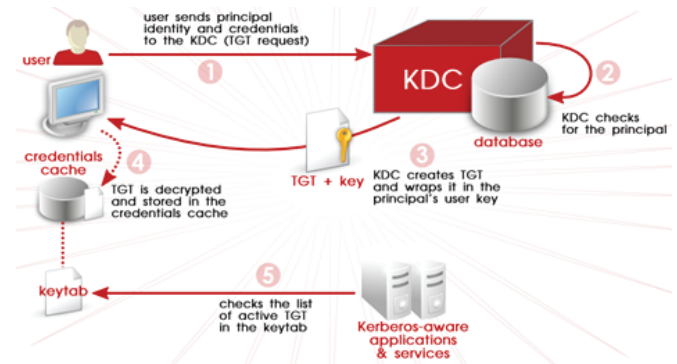 user sends principal
identity and credentials
to the KDC (TGT request)
user
1
KDC
2
KDC checks
for the principal
database
credentials
cache
4
TGT is decrypted
and stored in the
credentials cache
TGT + key
3
KDC creates TGT
and wraps it in the
principal's user key
keytab
5
checks the list
of active TGT
in the keytab
Kerberos-aware
applications
& services